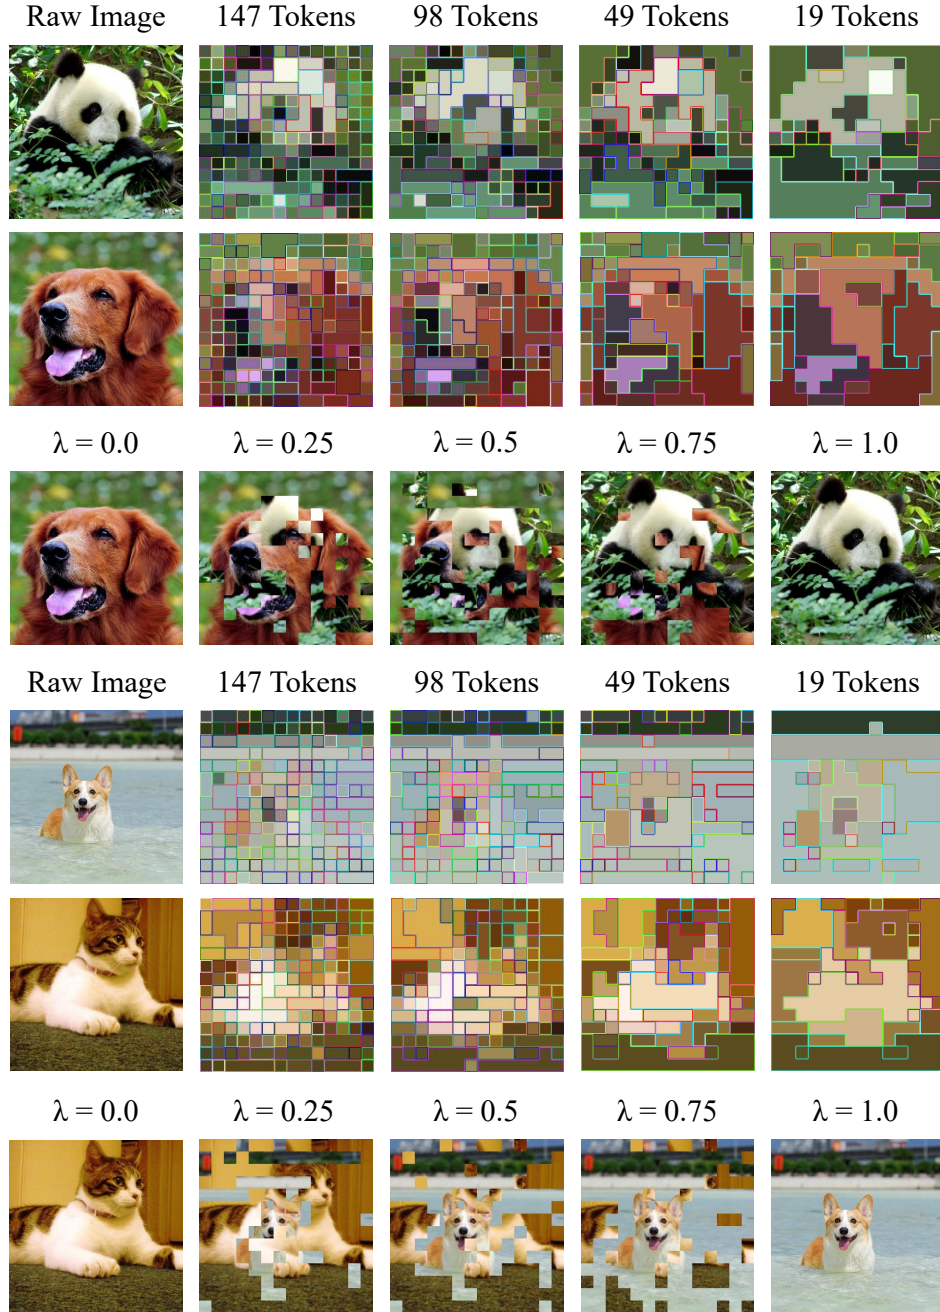 Raw Image 147 Tokens 98 Tokens 49 Tokens 19 Tokens
λ = 0.0 λ = 0.25 λ = 0.5 λ = 0.75 λ = 1.0
Raw Image 147 Tokens 98 Tokens 49 Tokens 19 Tokens
λ = 0.0 λ = 0.25 λ = 0.5 λ = 0.75 λ = 1.0